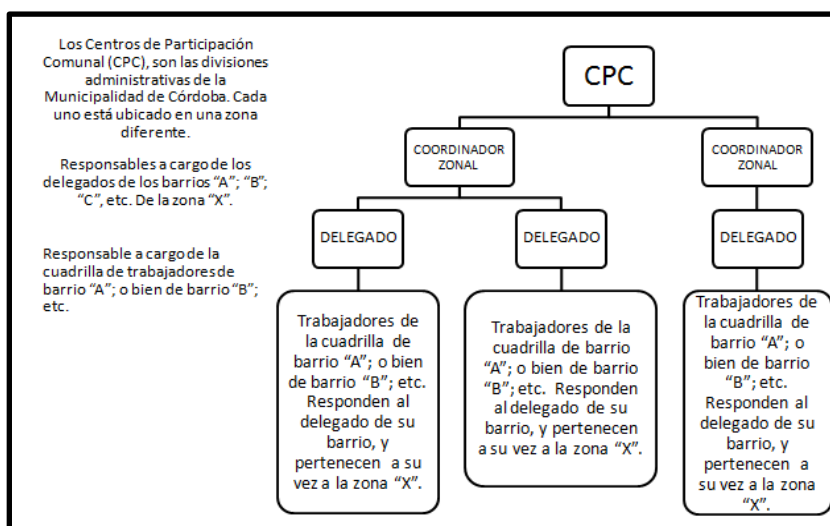 Los Centros de Participación
Comunal (CPC), son las divisiones
administrativas de la
Municipalidad de Córdoba. Cada
uno está ubicado en una zona
diferente.
Responsables a cargo de los
delegados de los barrios “A”; “B”;
“C”, etc. De la zona “X”.
Responsable a cargo de la
cuadrilla de trabajadores de
barrio “A”; o bien de barrio “B”;
etc.
CPC
COORDINADOR
ZONAL
COORDINADOR
ZONAL
DELEGADO
DELEGADO
DELEGADO
Trabajadores de
la cuadrilla de
barrio “A”; o bien
de barrio “B”; etc.
Responden al
delegado de su
barrio, y
pertenecen a su
vez a la zona “X”.
Trabajadores de la
cuadrilla de barrio
“A”; o bien de barrio
“B”; etc. Responden
al delegado de su
barrio, y pertenecen
a su vez a la zona “X”.
Trabajadores de
la cuadrilla de
barrio “A”; o
bien de barrio
“B”; etc.
Responden al
delegado de su
barrio, y
pertenecen a
su vez a la zona
“X”.